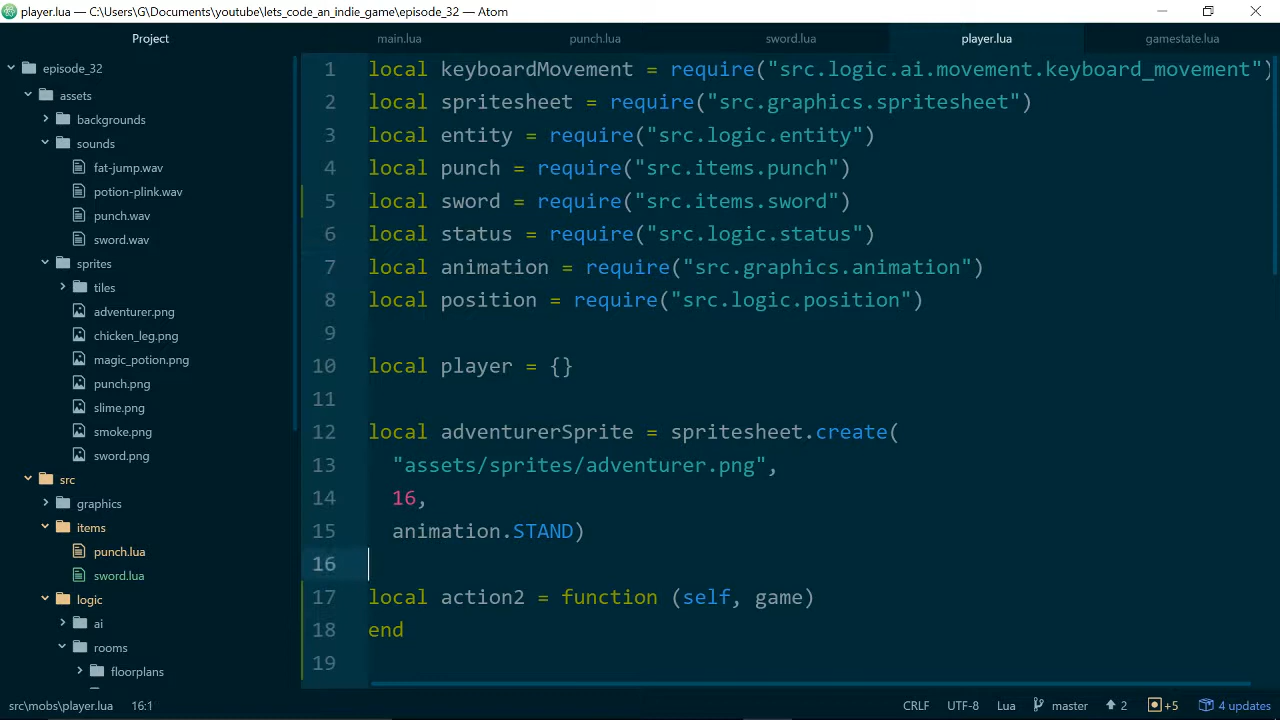 player.lua — C:\Users\G\Documents\youtube\lets_code_an_indie_game\episode_32 — Atom
Project
main.lua
punch.lua
sword.lua
player.lua
gamestate.lua
episode_32
assets
backgrounds
sounds
fat-jump.wav
potion-plink.wav
punch.wav
sword.wav
sprites
tiles
adventurer.png
chicken_leg.png
magic_potion.png
punch.png
slime.png
smoke.png
sword.png
src
graphics
items
punch.lua
sword.lua
logic
ai
rooms
floorplans
1 local keyboardMovement = require("src.logic.ai.movement.keyboard_movement")
2 local spritesheet = require("src.graphics.spritesheet")
3 local entity = require("src.logic.entity")
4 local punch = require("src.items.punch")
5 local sword = require("src.items.sword")
6 local status = require("src.logic.status")
7 local animation = require("src.graphics.animation")
8 local position = require("src.logic.position")
9
10 local player = {}
11
12 local adventurerSprite = spritesheet.create(
13 "assets/sprites/adventurer.png",
14 16,
15 animation.STAND)
16
17 local action2 = function (self, game)
18 end
19
src\mobs\player.lua 16:1 CRLF UTF-8 Lua master 2 +5 4 updates